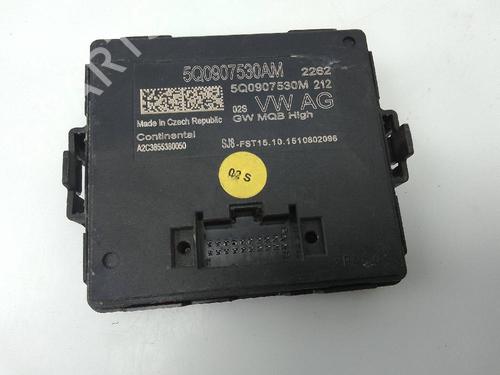 5Q0907530AM 2262
5Q0907530M 212
02S VW AG
GW MQB High
Made in Czech Republic
Continental
A2C3855380050
SJ8-FST15.10.1510802096
02 S